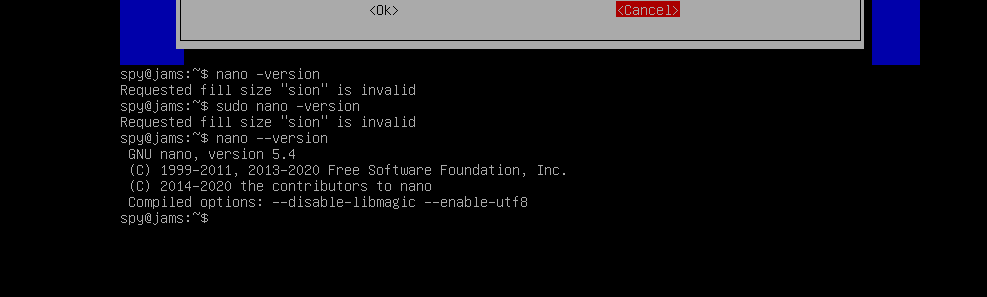 <Ok> <Cancel>
spy@jams:~$ nano -version
Requested fill size "sion" is invalid
spy@jams:~$ sudo nano -version
Requested fill size "sion" is invalid
spy@jams:~$ nano --version
GNU nano, version 5.4
(C) 1999-2011, 2013-2020 Free Software Foundation, Inc.
(C) 2014-2020 the contributors to nano
Compiled options: --disable-libmagic --enable-utf8
spy@jams:~$